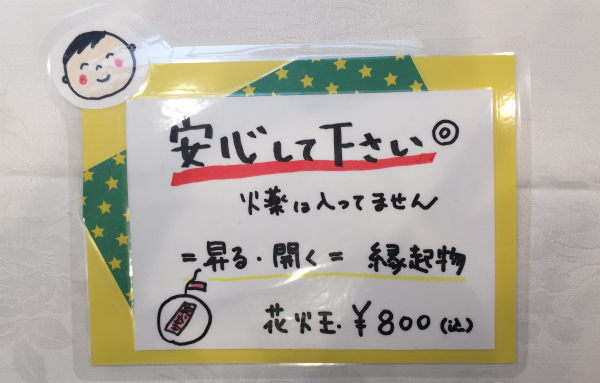 安心して下さい◎
火薬は入ってません
=昇る・開く= 縁起物
花火玉・¥800(込)